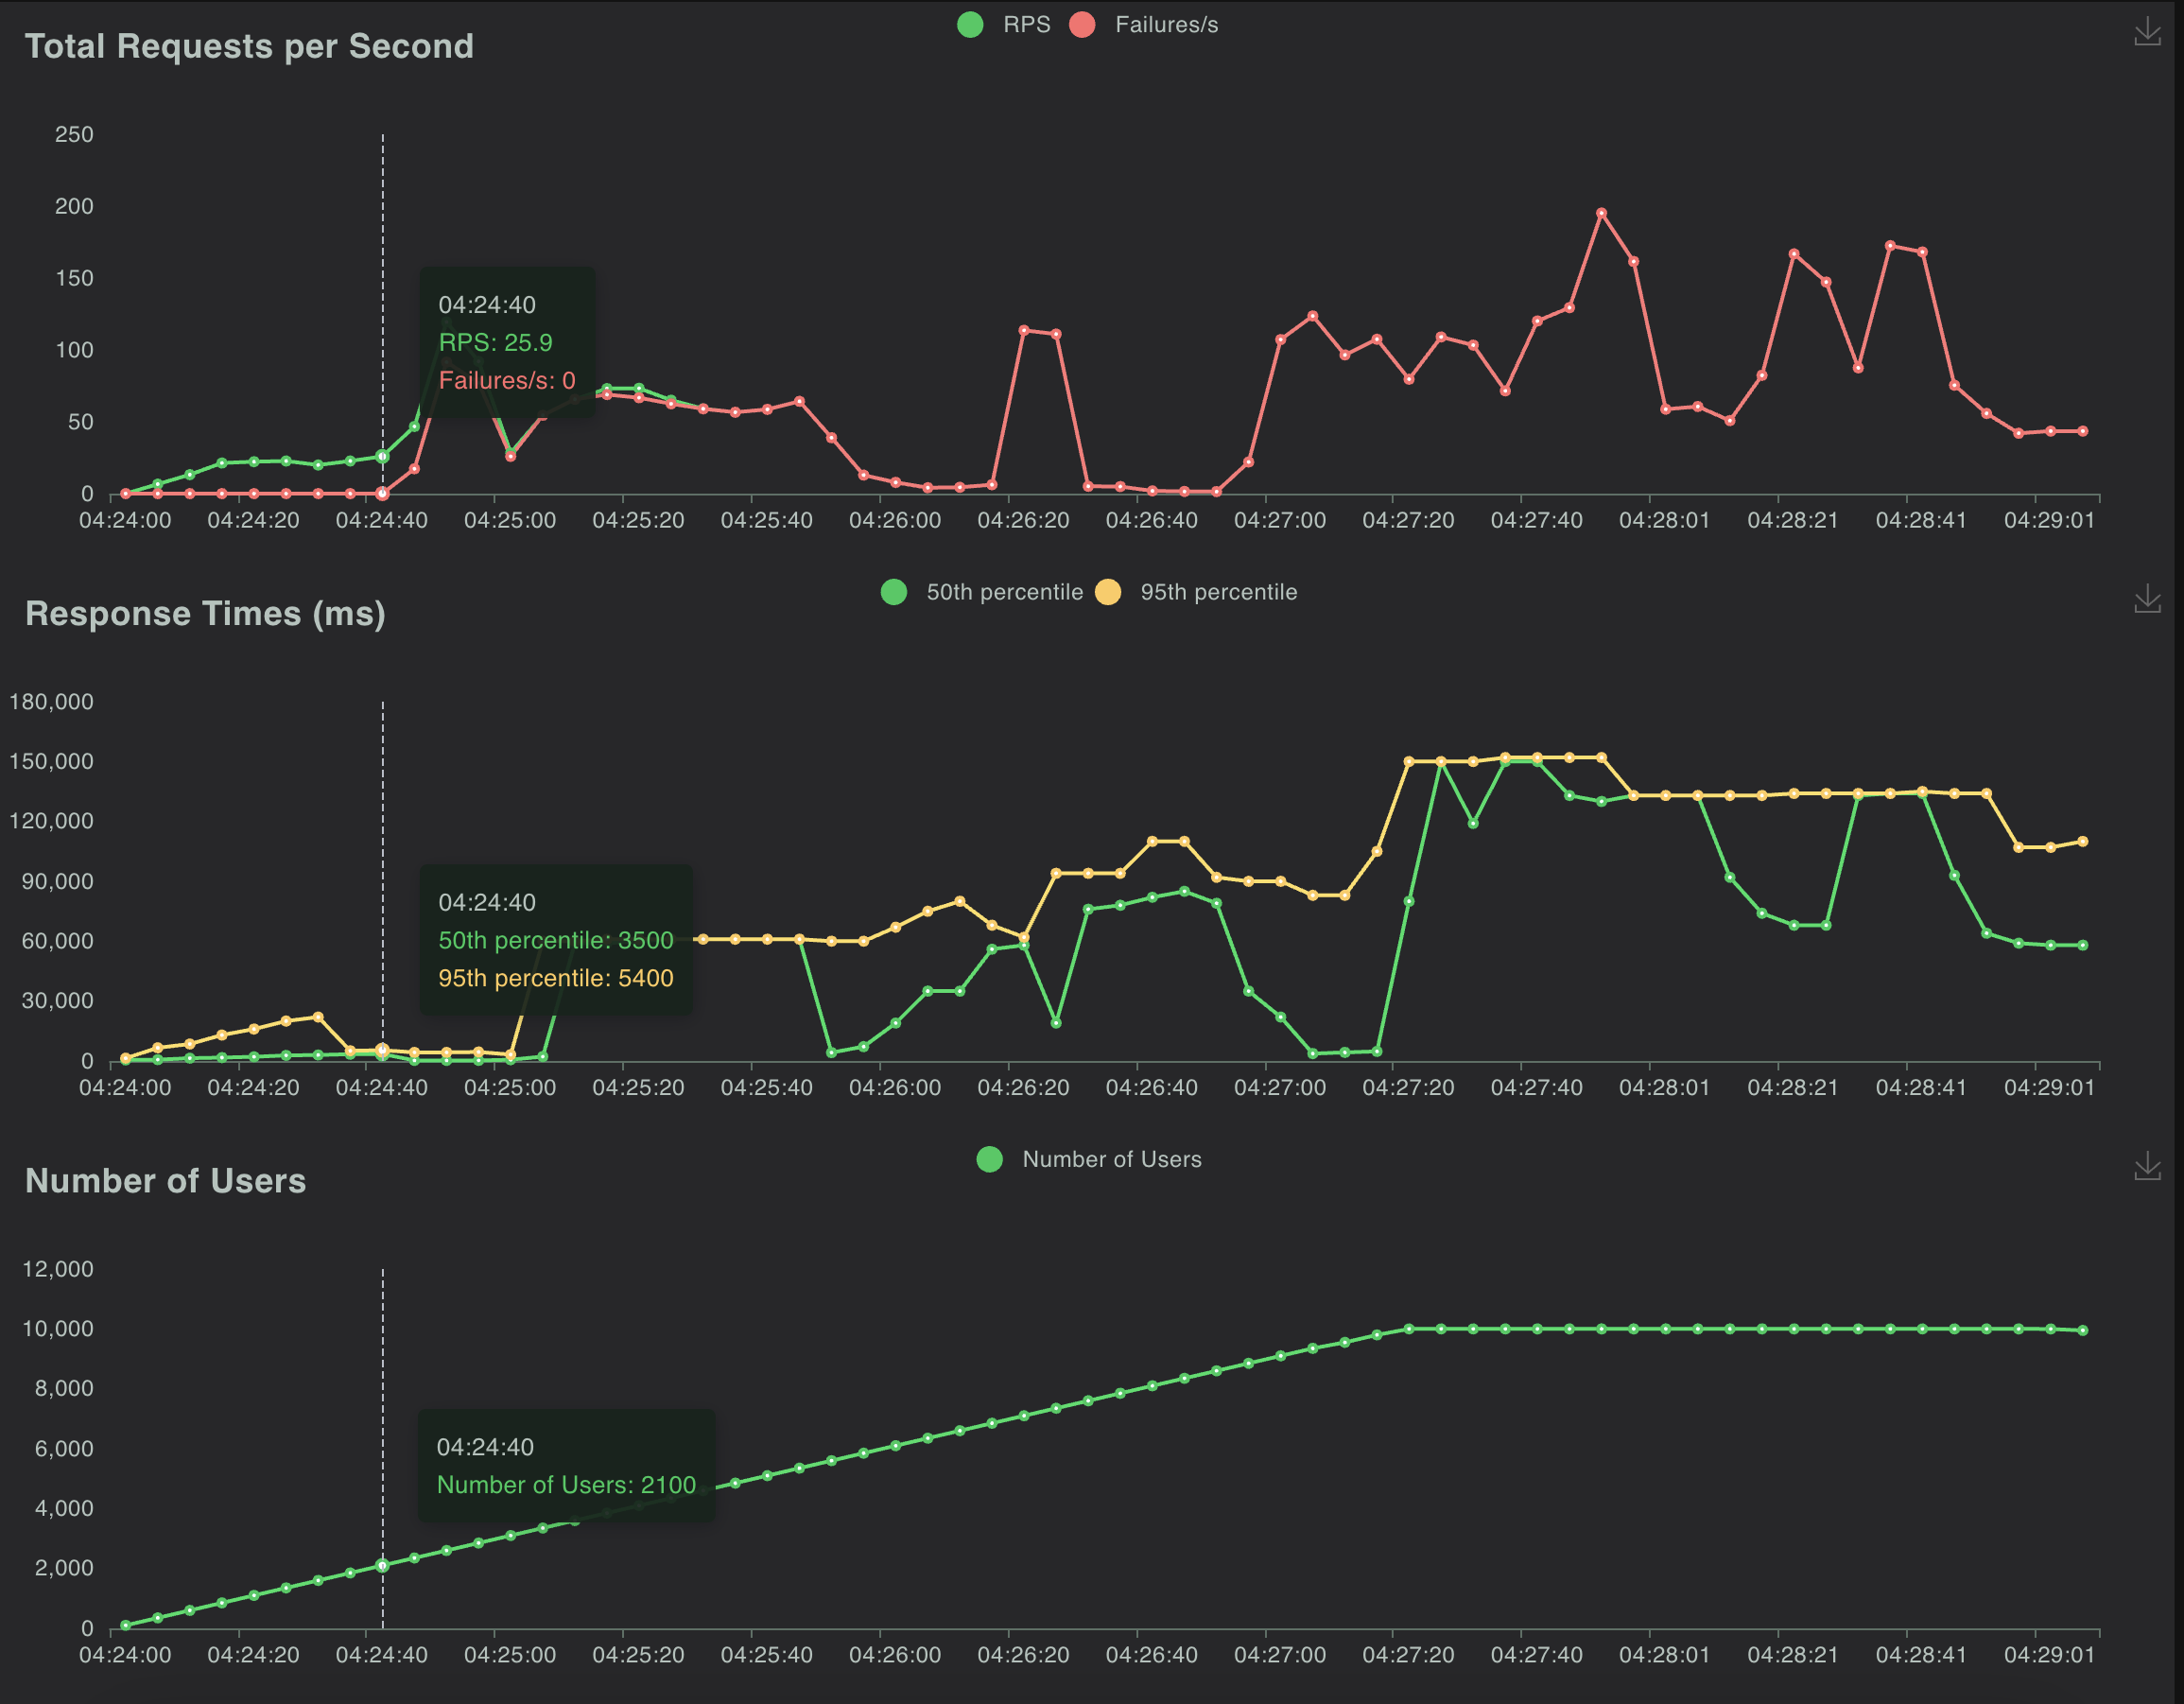 Total Requests per Second
RPS Failures/s
250
200
150
100
50
0
04:24:40
RPS: 25.9
Failures/s: 0
04:24:00 04:24:20 04:24:40 04:25:00 04:25:20 04:25:40 04:26:00 04:26:20 04:26:40 04:27:00 04:27:20 04:27:40 04:28:01 04:28:21 04:28:41 04:29:01
Response Times (ms)
50th percentile 95th percentile
180,000
150,000
120,000
90,000
60,000
30,000
0
04:24:40
50th percentile: 3500
95th percentile: 5400
04:24:00 04:24:20 04:24:40 04:25:00 04:25:20 04:25:40 04:26:00 04:26:20 04:26:40 04:27:00 04:27:20 04:27:40 04:28:01 04:28:21 04:28:41 04:29:01
Number of Users
Number of Users
12,000
10,000
8,000
6,000
4,000
2,000
0
04:24:40
Number of Users: 2100
04:24:00 04:24:20 04:24:40 04:25:00 04:25:20 04:25:40 04:26:00 04:26:20 04:26:40 04:27:00 04:27:20 04:27:40 04:28:01 04:28:21 04:28:41 04:29:01